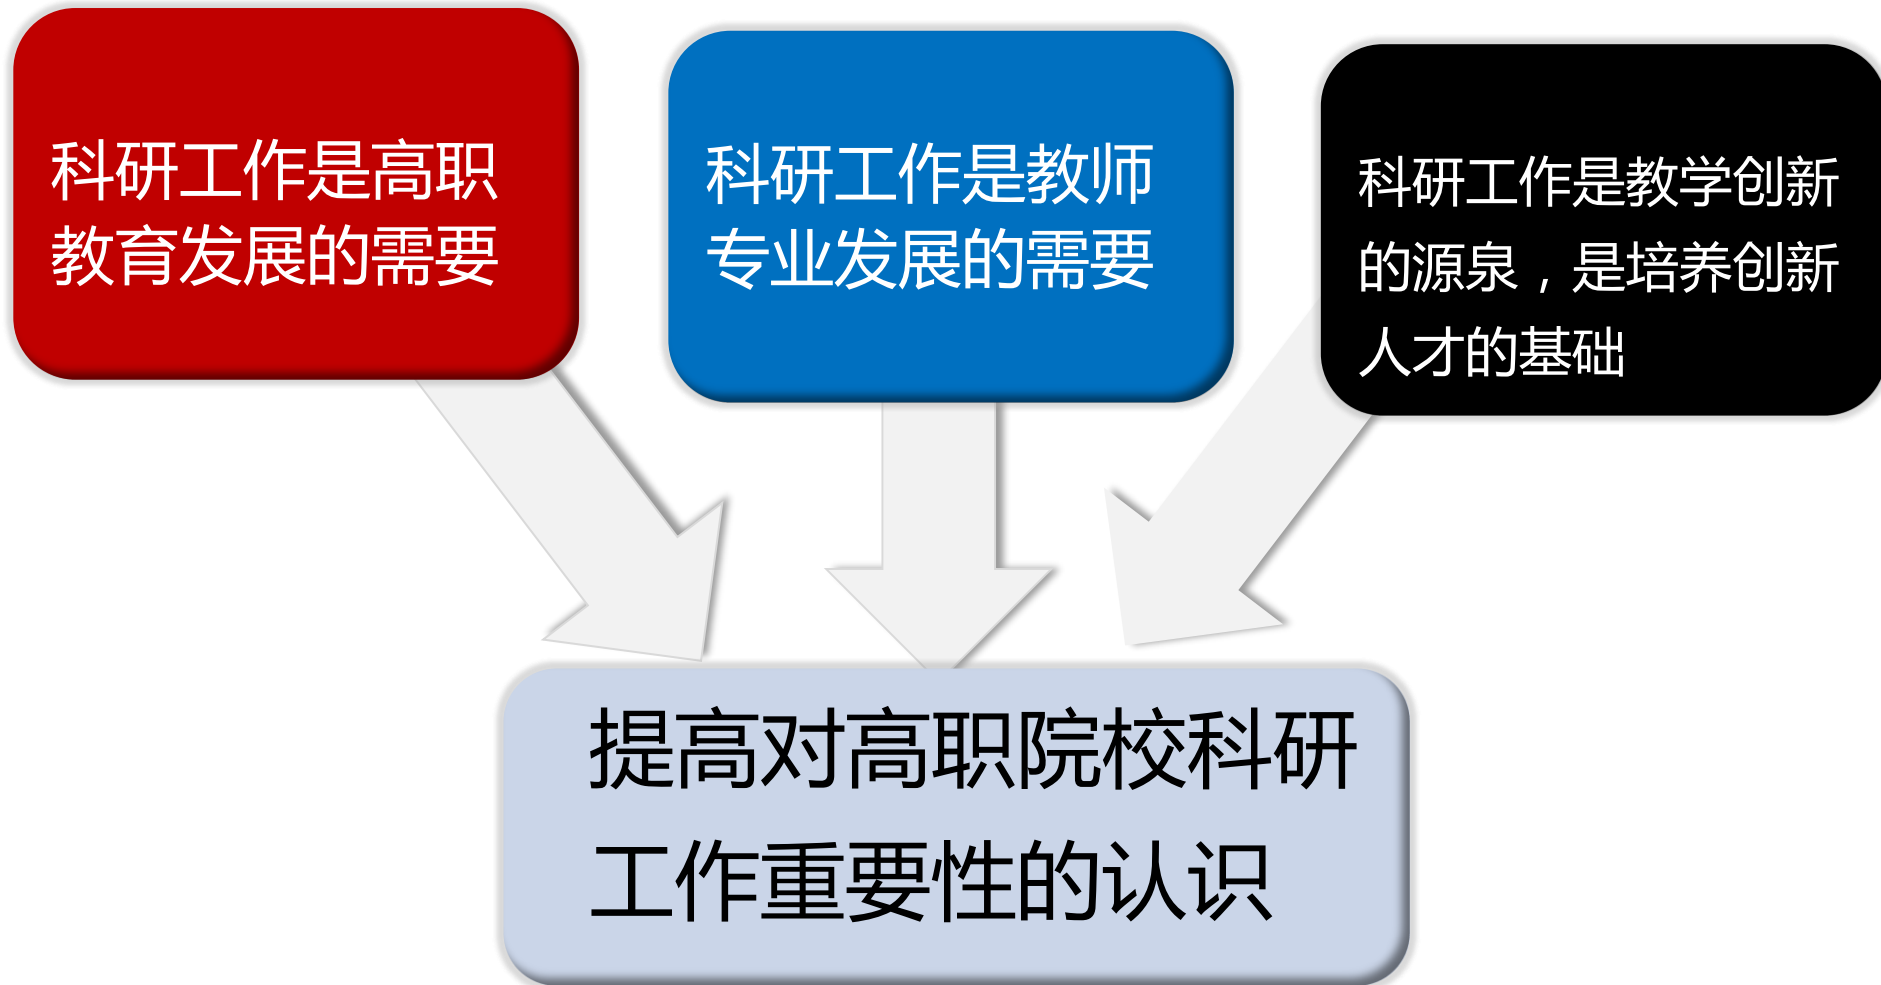 科研工作是高职
教育发展的需要
科研工作是教师
专业发展的需要
科研工作是教学创新
的源泉，是培养创新
人才的基础
提高对高职院校科研
工作重要性的认识